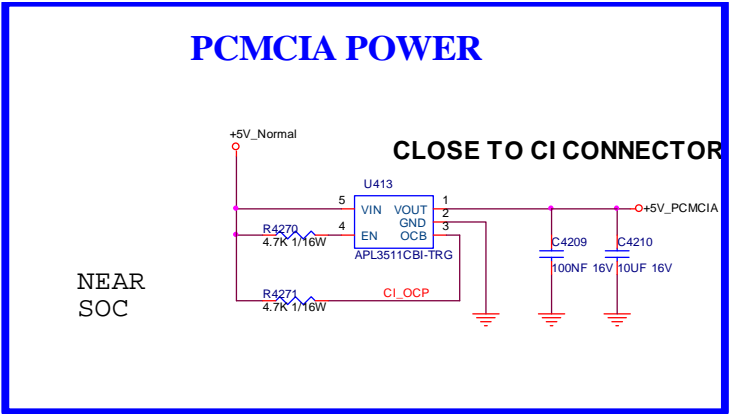 PCMCIA POWER
+5V_Normal
CLOSE TO CI CONNECTOR
U413
5 VIN VOUT 1
GND 2
4 EN OCB 3
APL3511CBI-TRG
+5V_PCMCIA
R4270
4.7K 1/16W
C4209
100NF 16V
C4210
10UF 16V
NEAR
SOC
R4271
4.7K 1/16W
CI_OCP